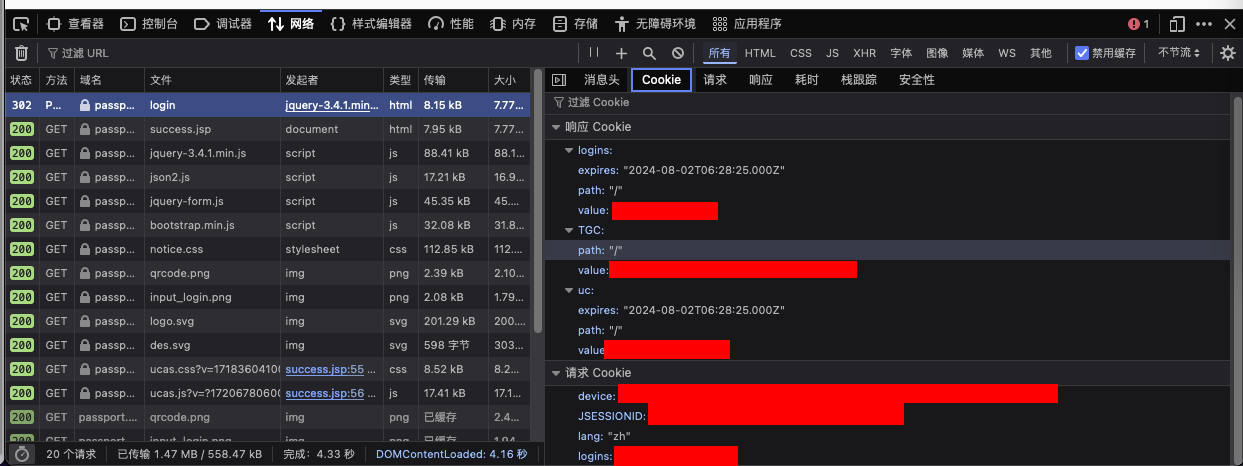 查看器 控制台 调试器 网络 样式编辑器 性能 内存 存储 无障碍环境 应用程序 1
过滤 URL 所有 HTML CSS JS XHR 字体 图像 媒体 WS 其他 禁用缓存 不节流
状态 方法 域名 文件 发起者 类型 传输 大小
302 P... passp... login jquery-3.4.1.min... html 8.15 kB 7.77...
200 GET passp... success.jsp document html 7.95 kB 7.77...
200 GET passp... jquery-3.4.1.min.js script js 88.41 kB 88.1...
200 GET passp... json2.js script js 17.21 kB 16.9...
200 GET passp... jquery-form.js script js 45.35 kB 45....
200 GET passp... bootstrap.min.js script js 32.08 kB 31.8...
200 GET passp... notice.css stylesheet css 112.85 kB 112....
200 GET passp... qrcode.png img png 2.39 kB 2.10...
200 GET passp... input_login.png img png 2.08 kB 1.79...
200 GET passp... logo.svg img svg 201.29 kB 200....
200 GET passp... des.svg img svg 598 字节 303...
200 GET passp... ucas.css?v=17183604100 success.jsp:55 ... css 8.52 kB 8.2...
200 GET passp... ucas.js?v=?1720678060 success.jsp:56 ... js 17.41 kB 17.1...
200 GET passport.... qrcode.png img png 已缓存 2.4...
200 GET passport.... input_login.png img png 已缓存 1.94...
20 个请求 已传输 1.47 MB / 558.47 kB 完成：4.33 秒 DOMContentLoaded: 4.16 秒
消息头 Cookie 请求 响应 耗时 栈跟踪 安全性
过滤 Cookie
响应 Cookie
logins:
expires: "2024-08-02T06:28:25.000Z"
path: "/"
value:
TGC:
path: "/"
value:
uc:
expires: "2024-08-02T06:28:25.000Z"
path: "/"
value
请求 Cookie
device:
JSESSIONID:
lang: "zh"
logins: